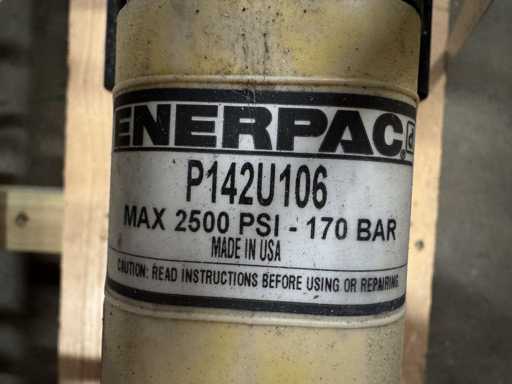 ENERPAC
P142U106
MAX 2500 PSI - 170 BAR
MADE IN USA
CAUTION: READ INSTRUCTIONS BEFORE USING OR REPAIRING.